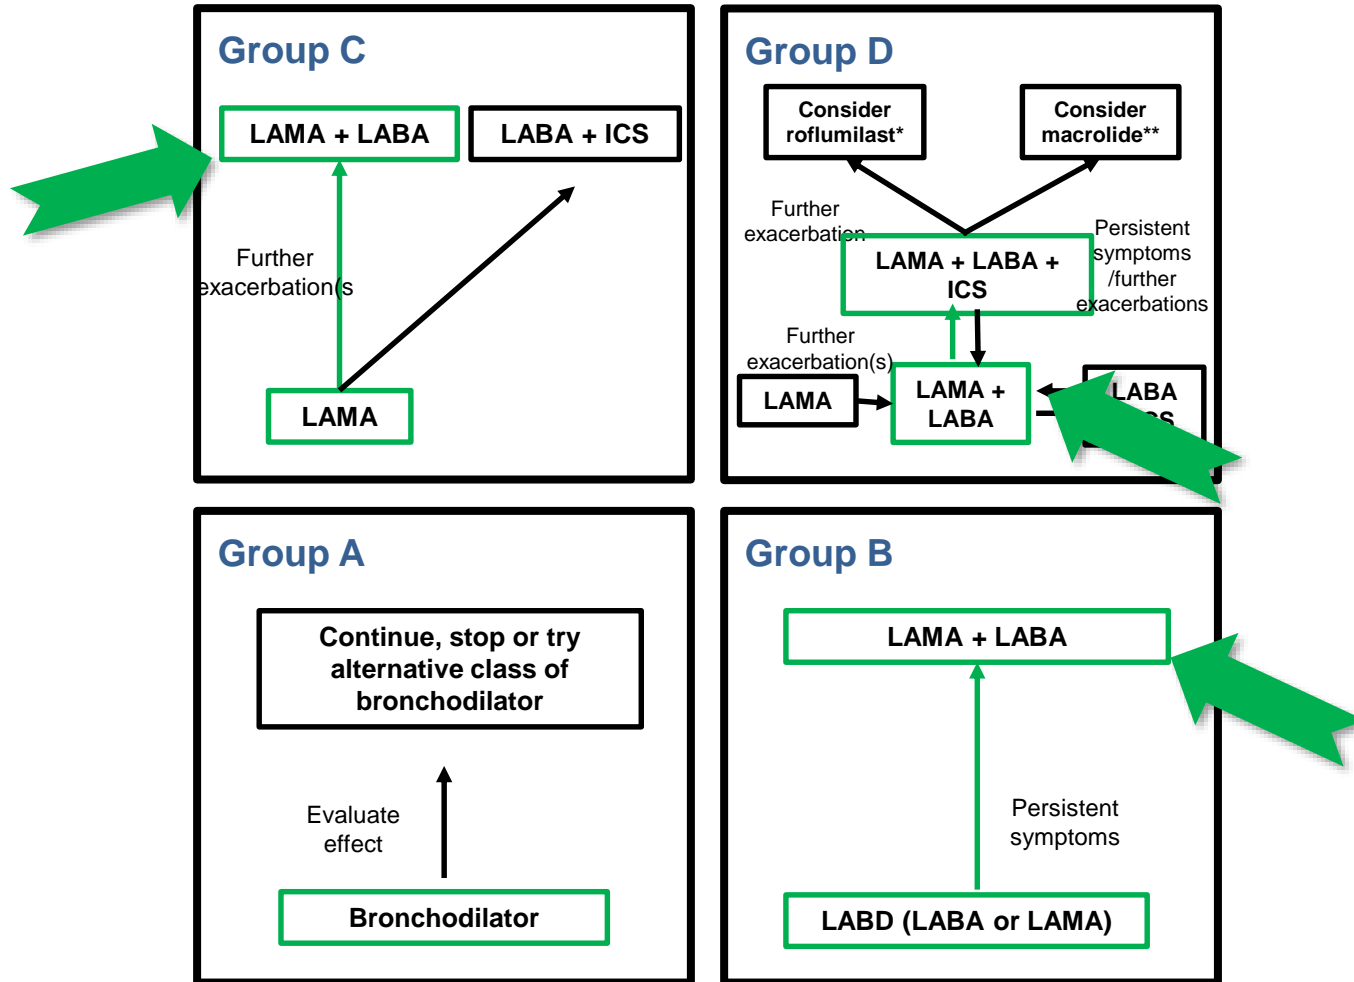 Group C
LAMA + LABA
LABA + ICS
Further
exacerbation(s
LAMA
Group D
Consider
roflumilast*
Consider
macrolide**
Further
exacerbation
Persistent
symptoms
/further
exacerbations
LAMA + LABA +
ICS
Further
exacerbation(s)
LAMA
LAMA +
LABA
LABA
Group A
Continue, stop or try
alternative class of
bronchodilator
Evaluate
effect
Bronchodilator
Group B
LAMA + LABA
Persistent
symptoms
LABD (LABA or LAMA)